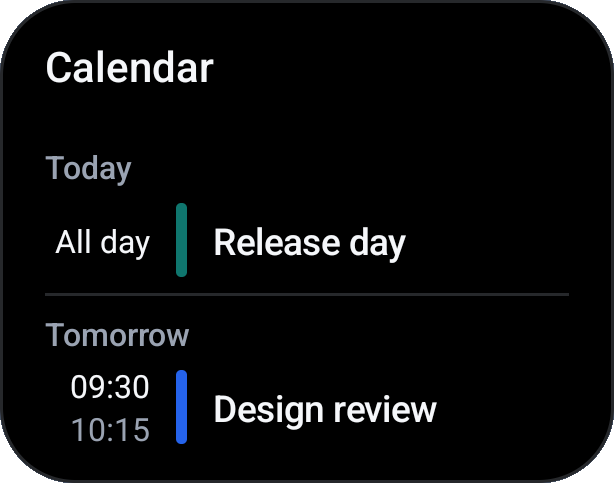 Calendar
Today
All day Release day
Tomorrow
09:30
Design review
10:15